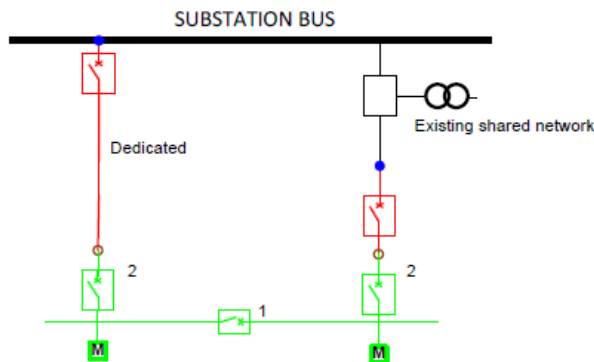 SUBSTATION BUS
Dedicated
Existing shared network
2
2
1
M
M